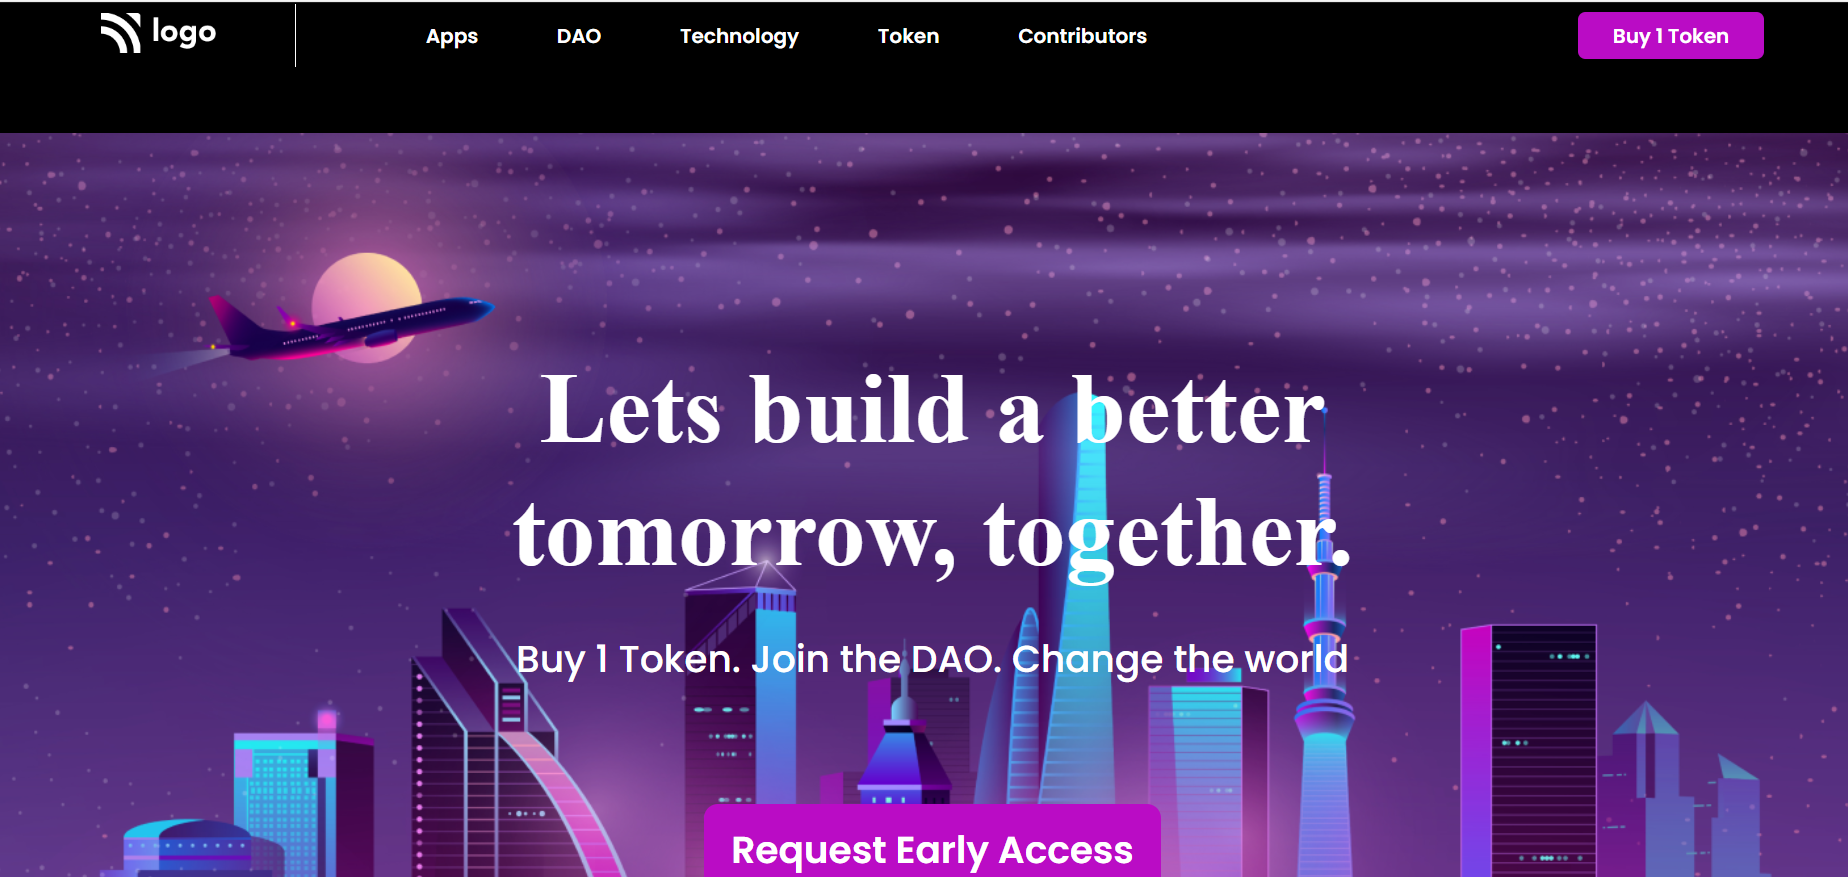 logo
Apps
DAO
Technology
Token
Contributors
Buy 1 Token
Lets build a better
tomorrow, together.
Buy 1 Token. Join the DAO. Change the world
Request Early Access